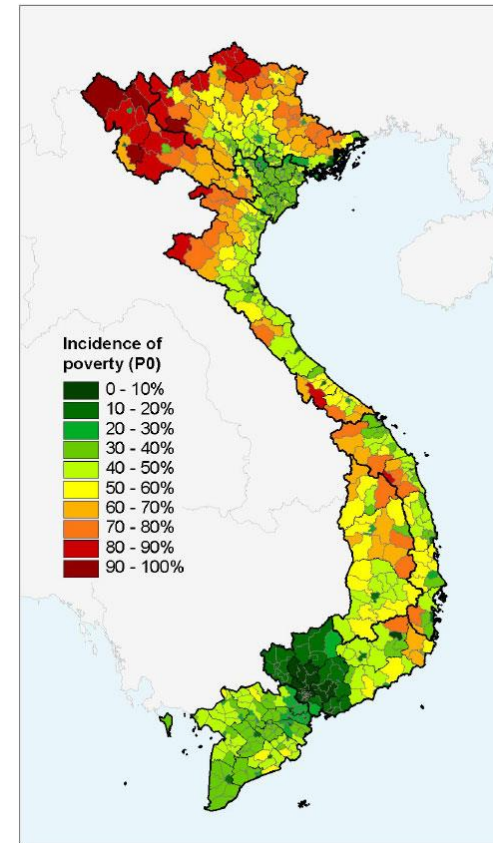 Incidence of
poverty (P0)
0 - 10%
10 - 20%
20 - 30%
30 - 40%
40 - 50%
50 - 60%
60 - 70%
70 - 80%
80 - 90%
90 - 100%